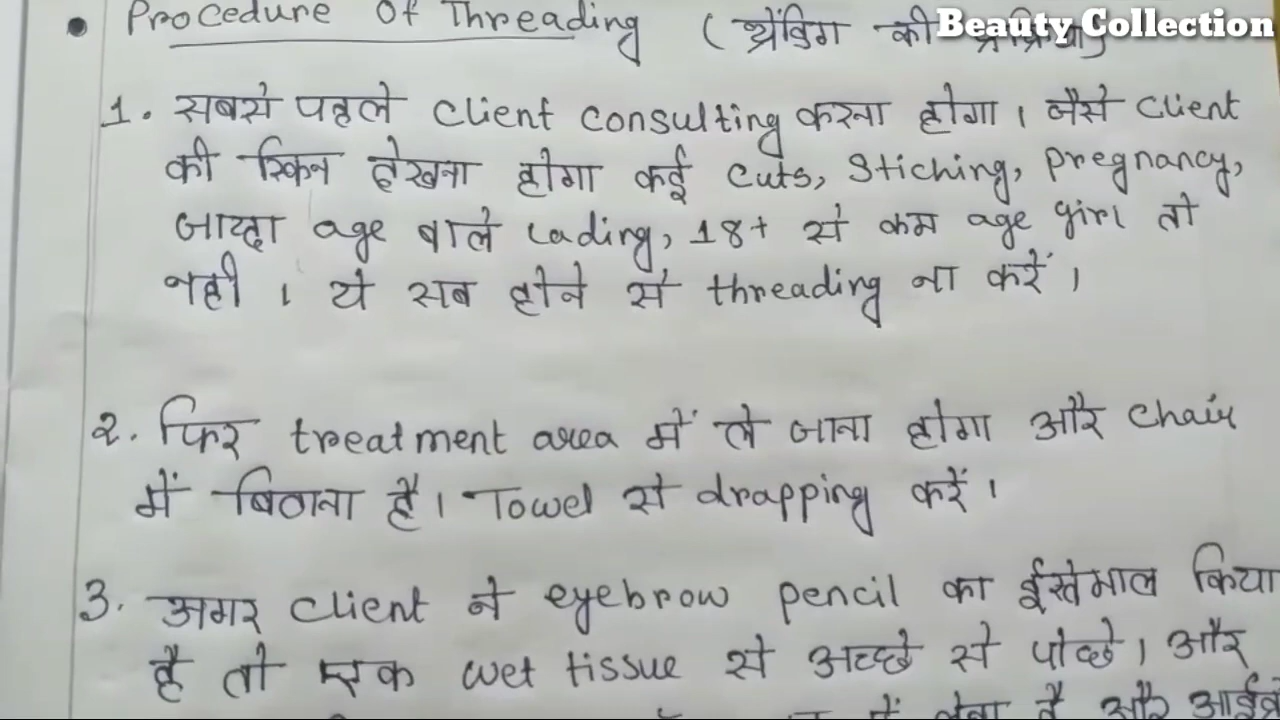 Beauty Collection
• Procedure Of Threading (थ्रेडिंग की प्रक्रिया)
1. सबसे पहले client consulting करना होगा। जैसे client
की स्किन देखना होगा कई cuts, Stiching, pregnancy,
जाय्दा age वाले Lading, 18+ से कम age girl तो
नही। ये सब होने से threading ना करें।
2. फिर treatment area में ले जाना होगा और chair
में बिठाना है। Towel से drapping करें।
3. अगर client ने eyebrow pencil का ईस्तेमाल किया
है तो एक wet tissue से अच्छे से पोछे। और
में लेना है और